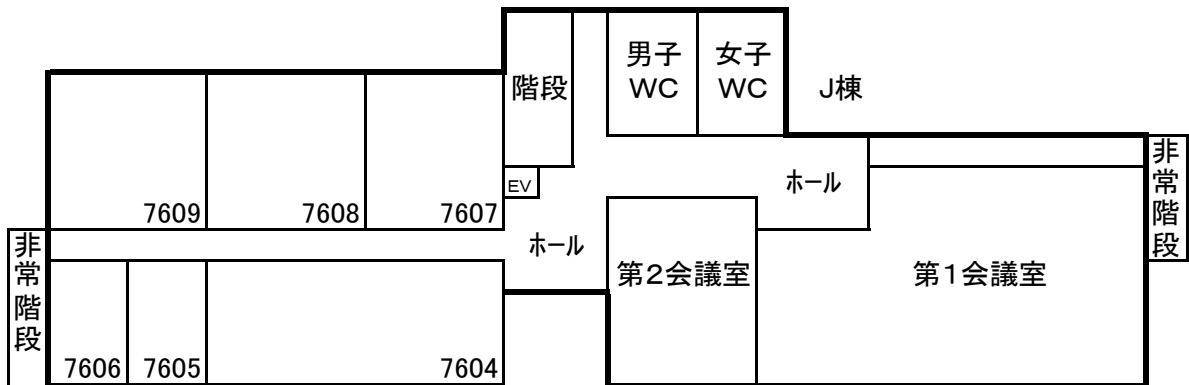 階段
男子
WC
女子
WC
J棟
非常階段
EV
ホール
7609
7608
7607
ホール
非常階段
第2会議室
第1会議室
7606
7605
7604